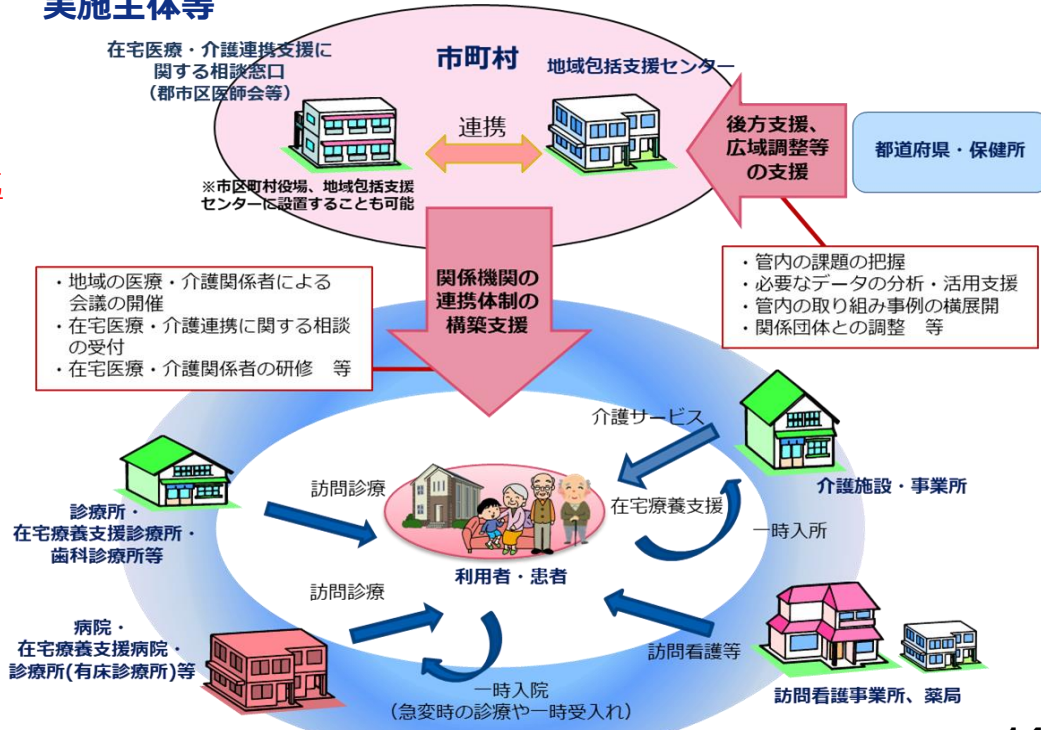 実施主体等
在宅医療・介護連携支援に
関する相談窓口
（郡市区医師会等）
市町村
地域包括支援センター
連携
※市区町村役場、地域包括支援
センターに設置することも可能
後方支援、
広域調整等
の支援
都道府県・保健所
関係機関の
連携体制の
構築支援
・地域の医療・介護関係者による
会議の開催
・在宅医療・介護連携に関する相談
の受付
・在宅医療・介護関係者の研修　等
・管内の課題の把握
・必要なデータの分析・活用支援
・管内の取り組み事例の横展開
・関係団体との調整　等
介護サービス
介護施設・事業所
訪問診療
在宅療養支援
一時入所
診療所・
在宅療養支援診療所・
歯科診療所等
利用者・患者
訪問診療
病院・
在宅療養支援病院・
診療所(有床診療所)等
訪問看護等
一時入院
（急変時の診療や一時受入れ）
訪問看護事業所、薬局